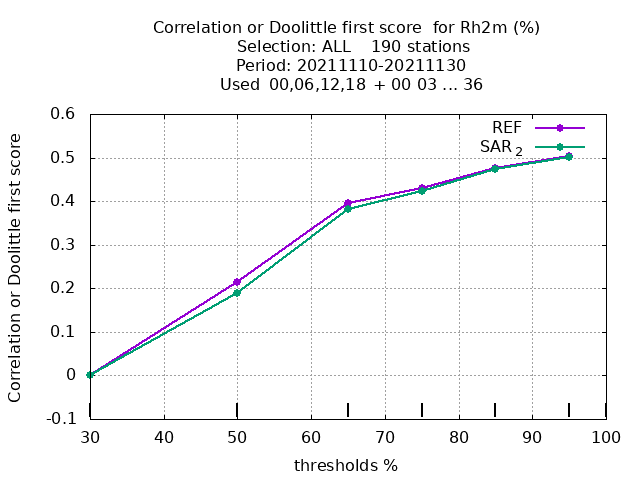 Correlation or Doolittle first score  for Rh2m (%)
Selection: ALL    190 stations
Period: 20211110-20211130
Used  00,06,12,18  + 00 03 ... 36
REF
SAR 2
Correlation or Doolittle first score
0.6
0.5
0.4
0.3
0.2
0.1
0
-0.1
30 40 50 60 70 80 90 100
thresholds %